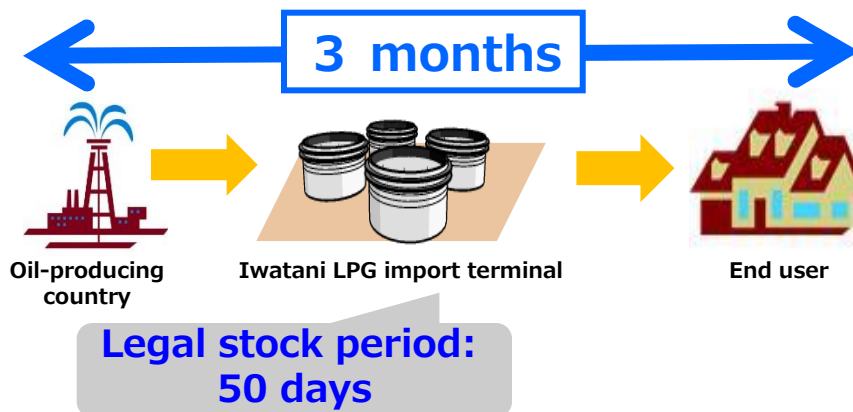 3 months
Oil-producing
country
Iwatani LPG import terminal
End user
Legal stock period:
50 days